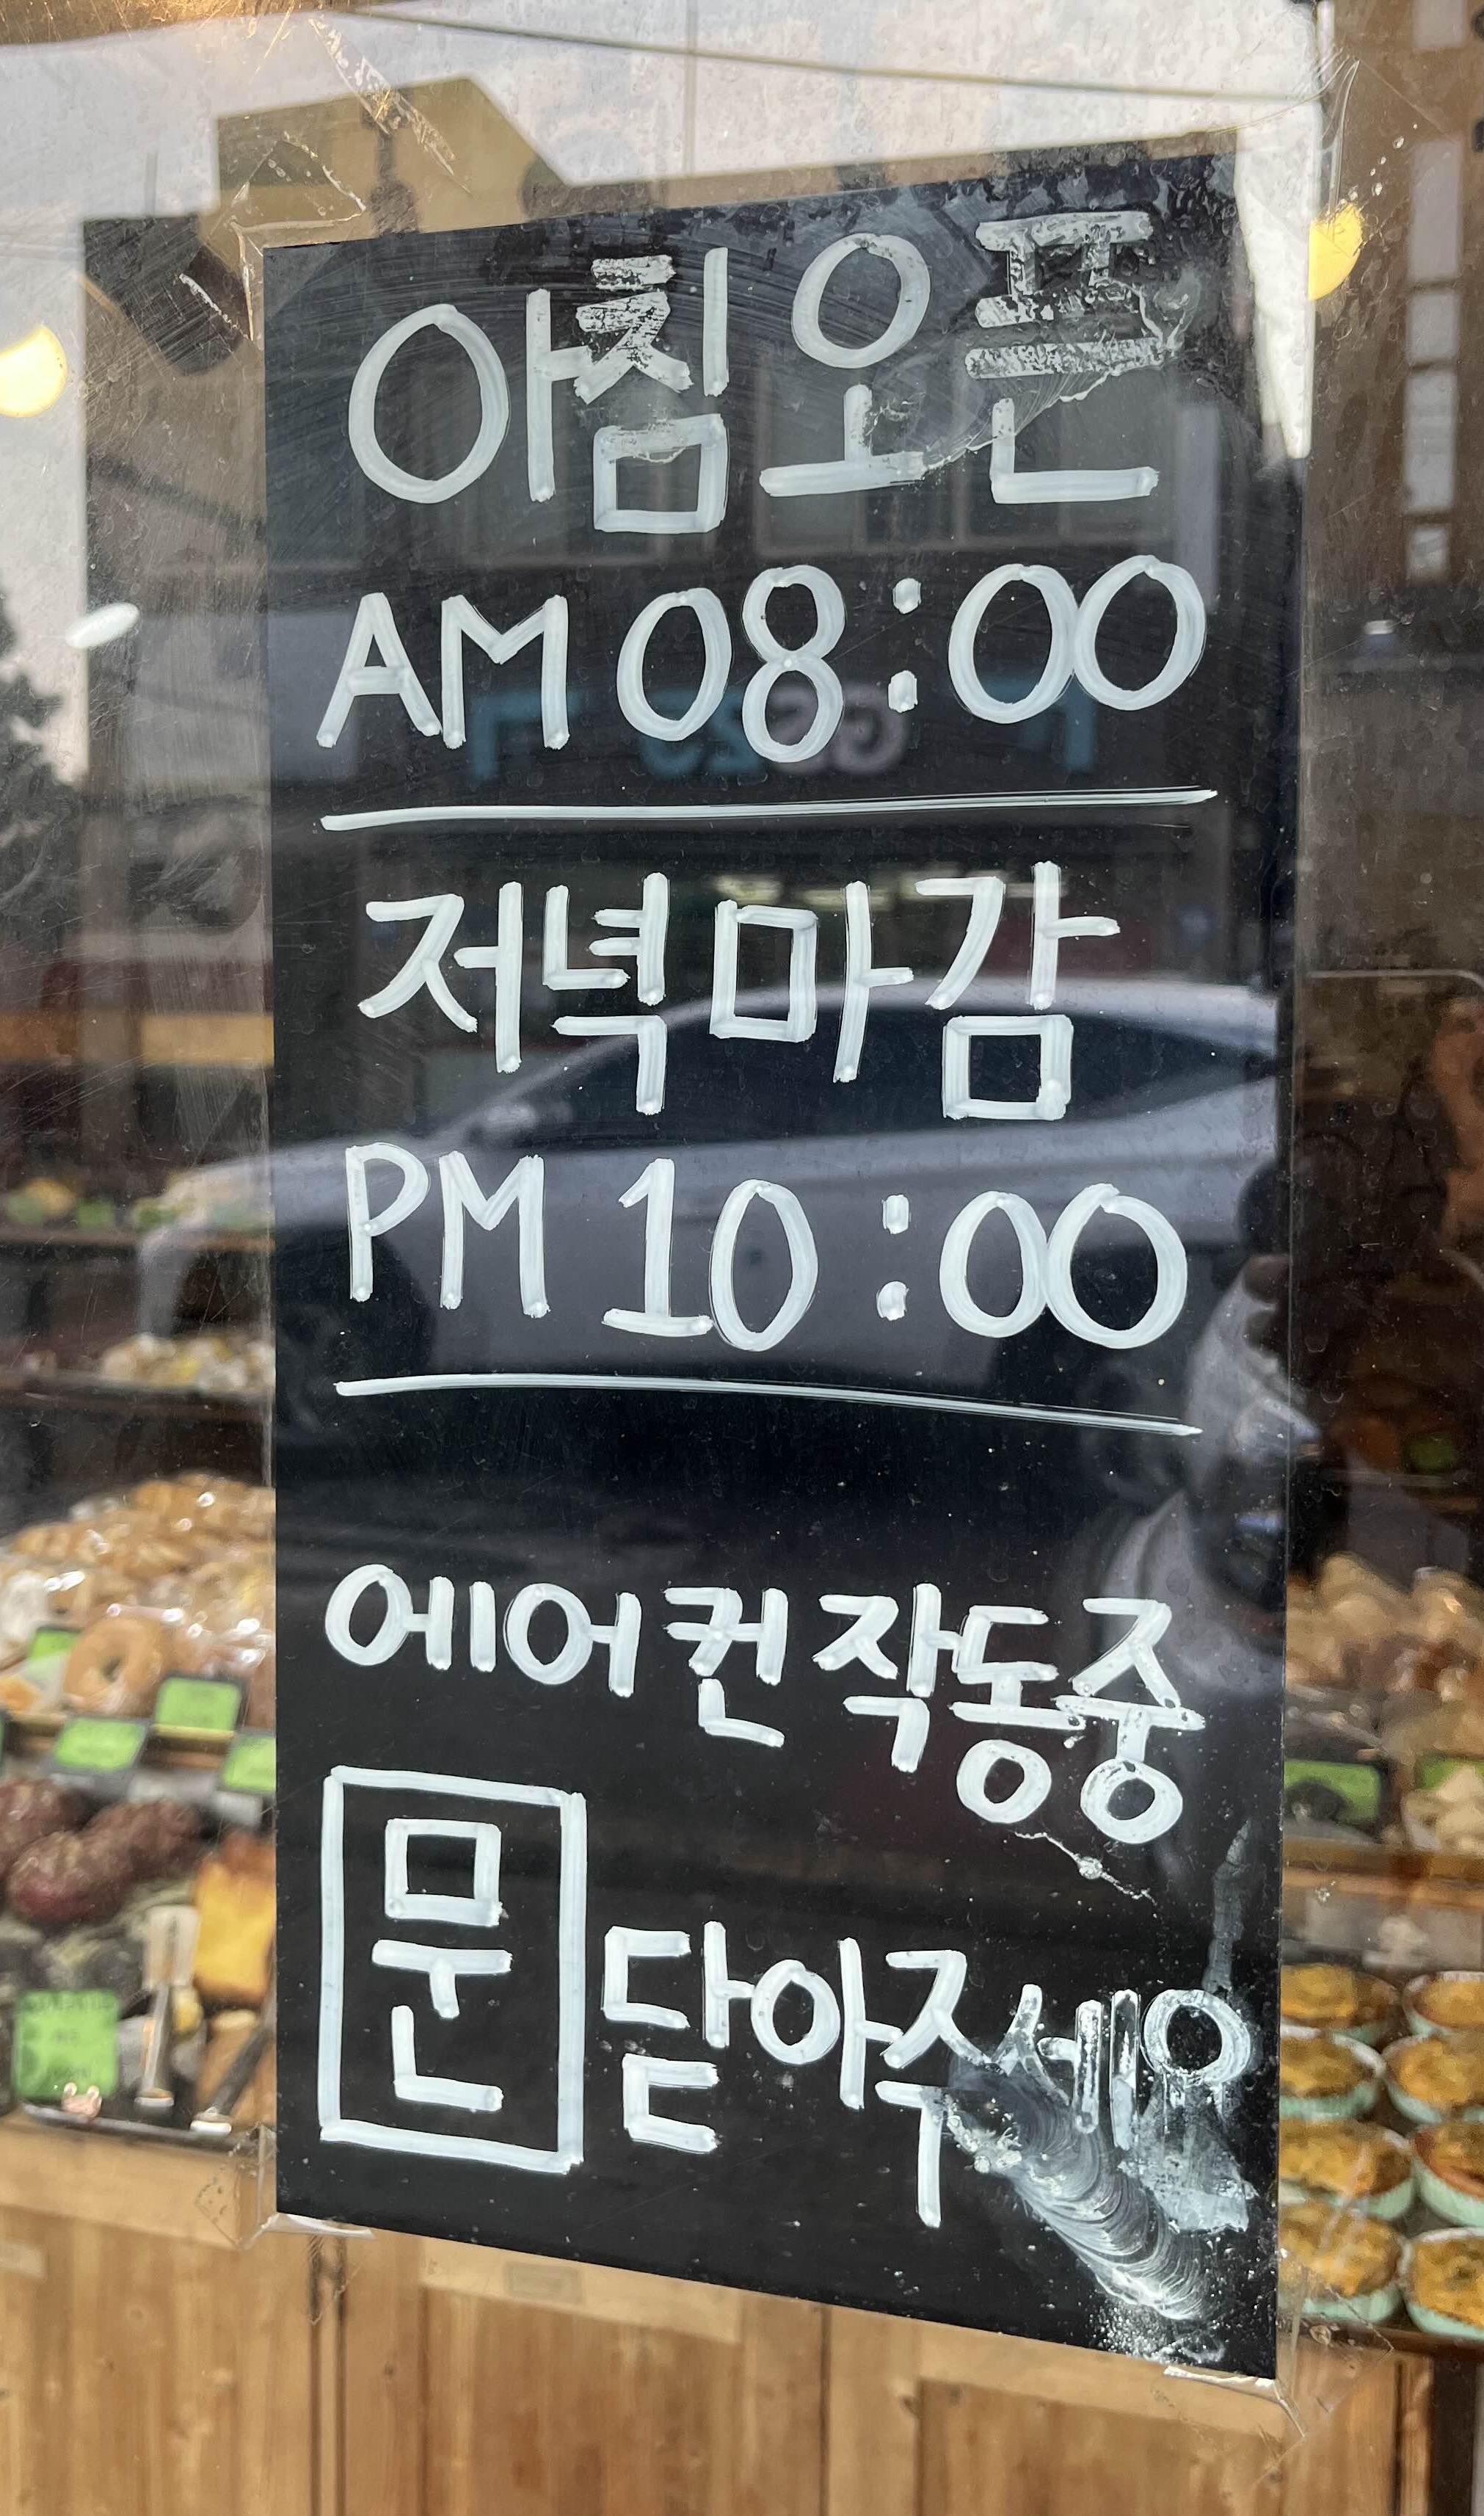 아침오픈
AM 08:00
저녁마감
PM 10:00
에어컨작동중
문 닫아주세요
GS25